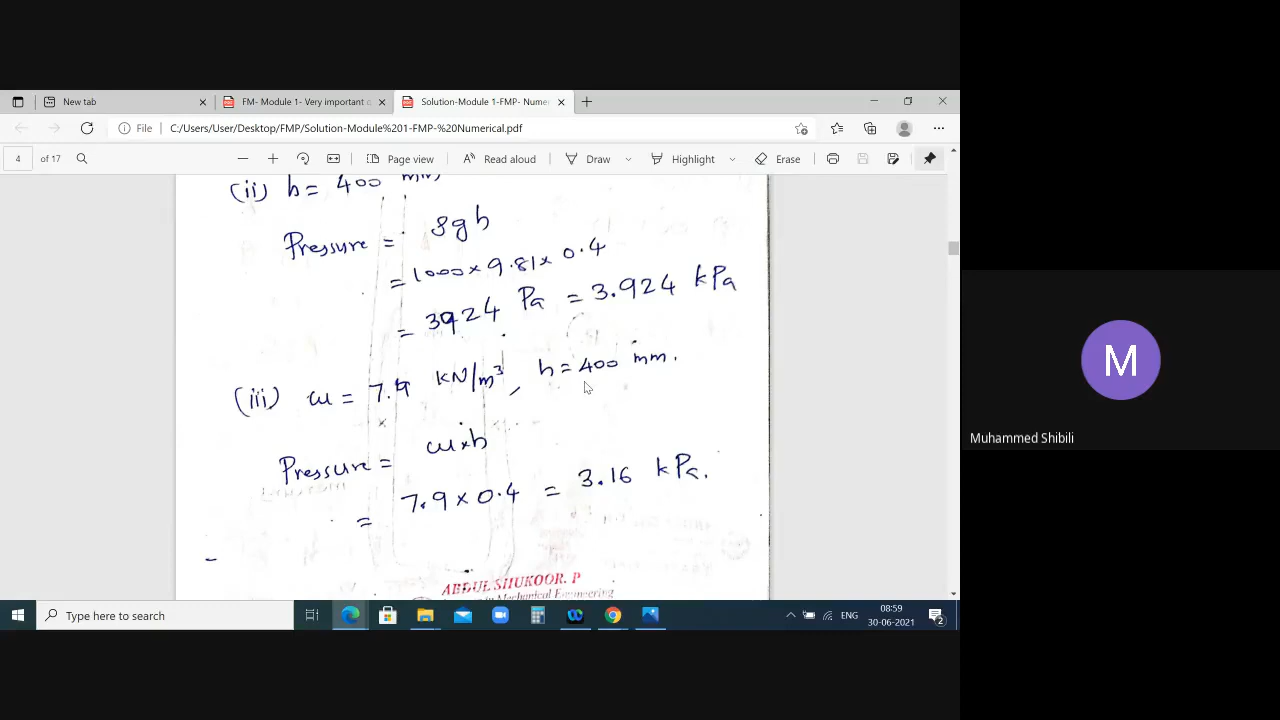 New tab
FM- Module 1- Very important
Solution-Module 1-FMP- Nume
File
C:/Users/User/Desktop/FMP/Solution-Module%201-FMP-%20Numerical.pdf
4 of 17
Page view
Read aloud
Draw
Highlight
Erase
(ii) h = 400 mm
Pressure = ρgh
= 1000 × 9.81 × 0.4
= 3924 Pa = 3.924 kPa
(iii) ω = 7.9 KN/m³, h = 400 mm.
Pressure = ω×h
= 7.9 × 0.4 = 3.16 kPa.
ABDUL SHUKOOR. P
in Mechanical Engineering
M
Muhammed Shibili
Type here to search
ENG
08:59
30-06-2021
2